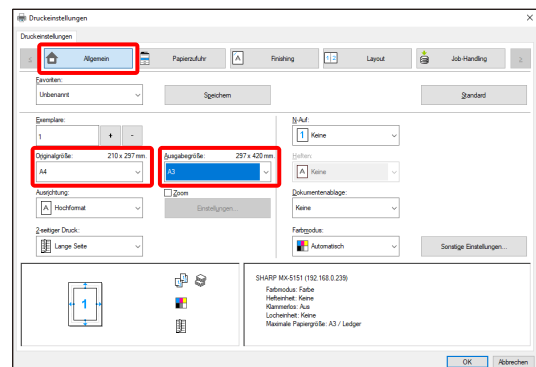 Druckeinstellungen
Druckeinstellungen
Allgemein Papierzufuhr Finishing Layout Job-Handling
Favoriten:
Unbenannt Speichern Standard
Exemplare: N-Auf:
1 + - 1 Keine
Originalgröße: 210 x 297 mm. Ausgabegröße: 297 x 420 mm. Heften:
A4 A3 A Keine
Ausrichtung: Zoom Dokumentenablage:
A Hochformat Einstellungen... Keine
2-seitiger Druck: Farbmodus:
Lange Seite Automatisch Sonstige Einstellungen...
1
SHARP MX-5151 (192.168.0.239)
Farbmodus: Farbe
Hefteinheit: Keine
Klammerlos: Aus
Locheinheit: Keine
Maximale Papiergröße: A3 / Ledger
OK Abbrechen